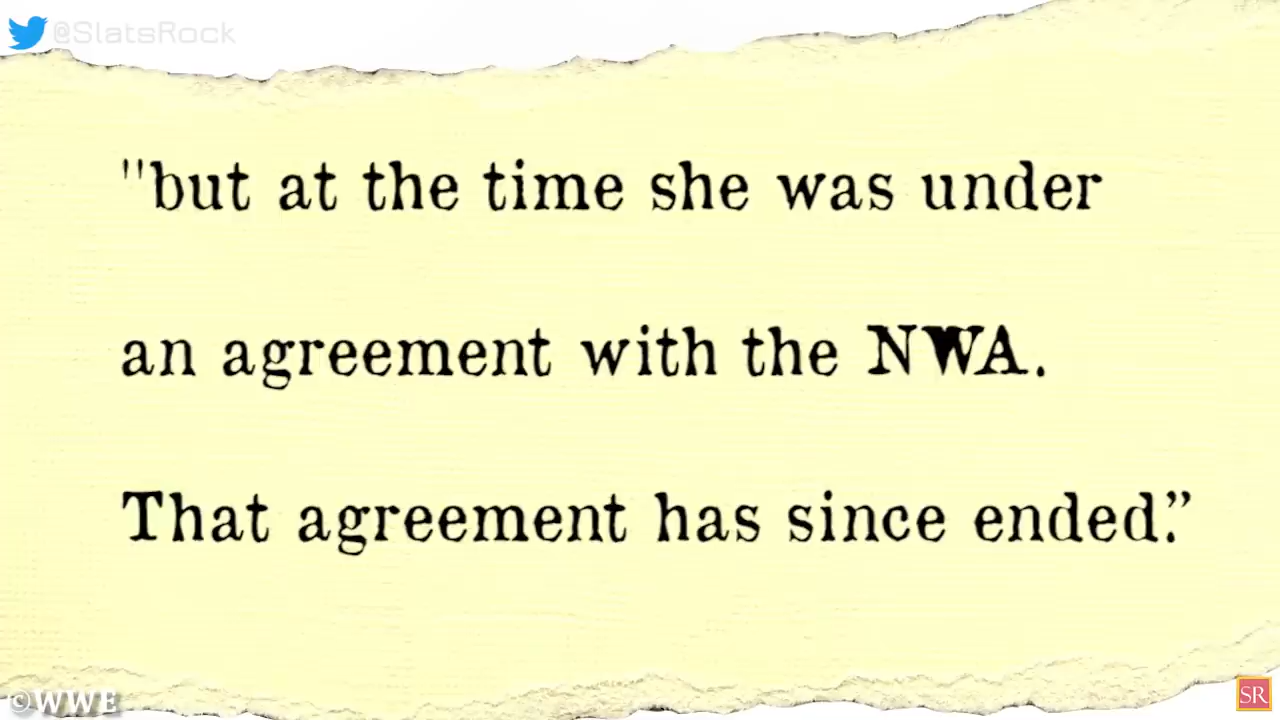 @SlatsRock
"but at the time she was under
an agreement with the NWA.
That agreement has since ended.”
©WWE
SR